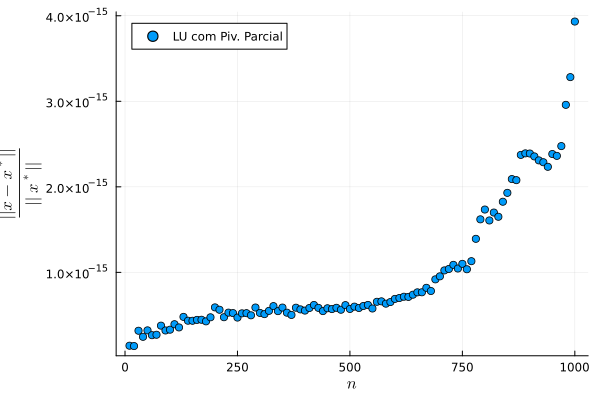 LU com Piv. Parcial
4.0×10⁻¹⁵
3.0×10⁻¹⁵
2.0×10⁻¹⁵
1.0×10⁻¹⁵
||x − x*||
||x*||
0 250 500 750 1000
n